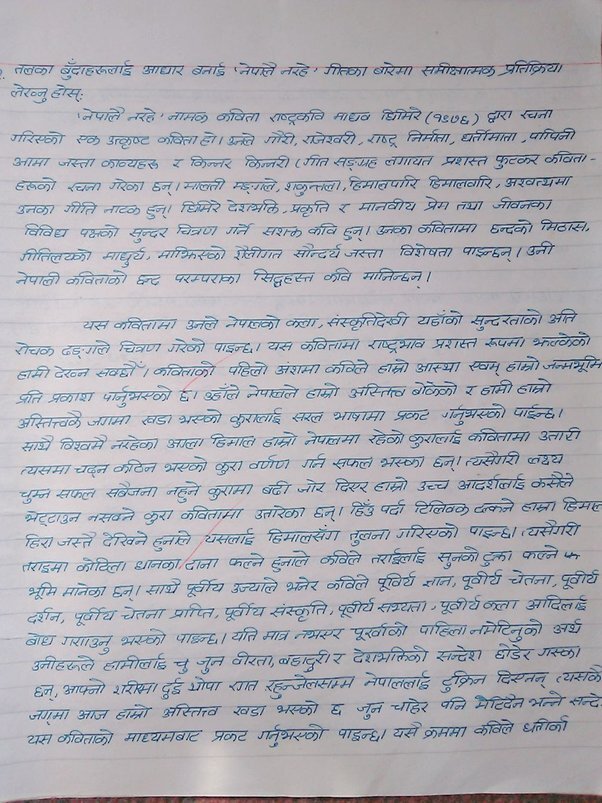 तलका बुँदाहरूलाई आधार बनाई 'नेपालै नरहे' गीतका बारेमा समीक्षात्मक प्रतिक्रिया
लेख्नुहोस्:
'नेपालै नरहे' नामक कविता राष्ट्रकवि माधव घिमिरे (१९७६) द्वारा रचना
गरिएको एक उत्कृष्ट कविता हो। उनले गौरी, राजेश्वरी, राष्ट्र निर्माता, धर्तीमाता, पापिनी
आमा जस्ता काव्यहरू र किन्नर किन्नरी (गीत सङ्ग्रह लगायत प्रशस्त फुटकर कविता-
हरूको रचना गरेका छन्। मालती मङ्गले, शकुन्तला, हिमालपारि हिमालवारि, अश्वत्थामा
उनका गीति नाटक हुन्। घिमिरे देशभक्ति, प्रकृति र मानवीय प्रेम तथा जीवनका
विविध पक्षको सुन्दर चित्रण गर्ने सशक्त कवि हुन्। उनका कवितामा छन्दको मिठास,
गीतिलयको माधुर्य, माझिएको शैलीगत सौन्दर्य जस्ता विशेषता पाइन्छन्। उनी
नेपाली कविताको छन्द परम्पराका सिद्धहस्त कवि मानिन्छन्।
यस कवितामा उनले नेपालको कला, संस्कृतिदेखी यहाँको सुन्दरताको अति
रोचक ढङ्गले चित्रण गरेको पाइन्छ। यस कवितामा राष्ट्रभाव प्रशस्त रूपमा झल्केको
हामी देख्न सक्छौँ। कविताको पहिलो अंशमा कविले हाम्रो आस्था एवम् हाम्रो जन्मभूमि
प्रति प्रकाश पार्नुभएको छ। उहाँले नेपालले हाम्रो अस्तित्व बोकेको र हामी हाम्रो
अस्तित्वकै जगमा खडा भएको कुरालाई सरल भाषामा प्रकट गर्नुभएको पाइन्छ।
साथै विश्वमै नरहेका अग्ला हिमाल हाम्रो नेपालमा रहेको कुरालाई कवितामा उतारी
त्यसमा चढ्न कठिन भएको कुरा वर्णण गर्न सफल भएका छन्। त्यसैगरी लक्ष्य
चुम्न सफल सबैजना नहुने कुरामा बढी जोर दिएर हाम्रो उच्च आदर्शलाई कसैले
भेट्टाउन नसक्ने कुरा कवितामा उतारेका छन्। हिउँ पर्दा टिलिक्क टल्कने हाम्रा हिमाल
हिरा जस्तै देखिने हुनाले यसलाई हिमालसँग तुलना गरिएको पाइन्छ। त्यसैगरी
तराइमा कोटिला धानका दाना फल्ने हुनाले कविले तराईलाई सुनको टुक्रा फल्ने
भूमि मानेका छन्। साथै पूर्वीय उज्यालो भनेर कविले पूर्वीय ज्ञान, पूर्वीय चेतना, पूर्वीय
दर्शन, पूर्वीय चेतना प्राप्ति, पूर्वीय संस्कृति, पूर्वीय सभ्यता, पूर्वीय कला आदिलाई
बोध गराउनु भएको पाइन्छ। यति मात्र नभएर पूर्खाको पाहिला नमेटिनुको अर्थ
उनीहरूले हामीलाई जुन वीरता, बहादुरी र देशभक्तिको सन्देश छोडेर गएका
छन्, आफ्नो शरीमा दुई थोपा रगत रहुन्जेलसम्म नेपाललाई टुक्रिन दिएनन् त्यसकै
जगमा आज हाम्रो अस्तित्व खडा भएको छ जुन चाहेर पनि मेटिदैन भन्ने सन्दे
यस कविताको माध्यमबाट प्रकट गर्नुभएको पाइन्छ। यसै क्रममा कविले धर्तीको